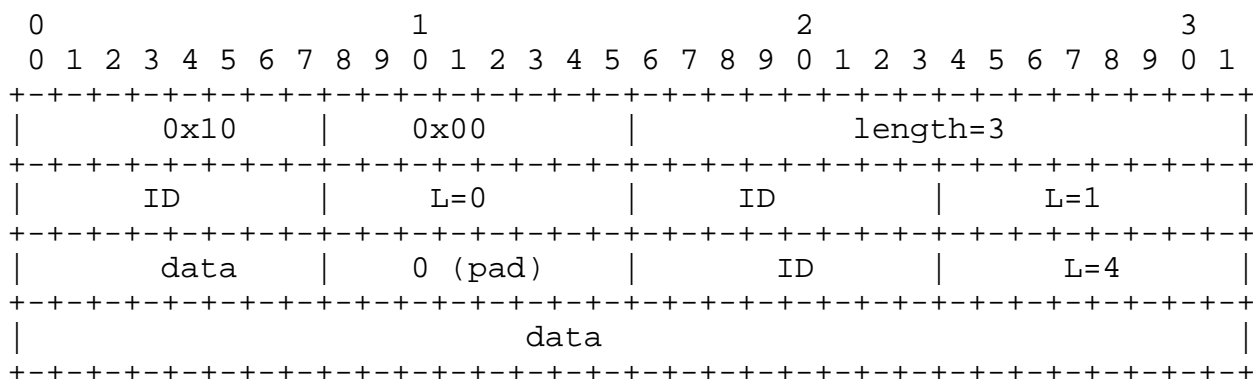 0                   1                   2                   3
0 1 2 3 4 5 6 7 8 9 0 1 2 3 4 5 6 7 8 9 0 1 2 3 4 5 6 7 8 9 0 1
+-+-+-+-+-+-+-+-+-+-+-+-+-+-+-+-+-+-+-+-+-+-+-+-+-+-+-+-+-+-+-+-+
|       0x10    |    0x00       |           length=3            |
+-+-+-+-+-+-+-+-+-+-+-+-+-+-+-+-+-+-+-+-+-+-+-+-+-+-+-+-+-+-+-+-+
|      ID       |     L=0       |     ID        |     L=1       |
+-+-+-+-+-+-+-+-+-+-+-+-+-+-+-+-+-+-+-+-+-+-+-+-+-+-+-+-+-+-+-+-+
|       data    |    0 (pad)    |       ID      |      L=4      |
+-+-+-+-+-+-+-+-+-+-+-+-+-+-+-+-+-+-+-+-+-+-+-+-+-+-+-+-+-+-+-+-+
|                          data                                 |
+-+-+-+-+-+-+-+-+-+-+-+-+-+-+-+-+-+-+-+-+-+-+-+-+-+-+-+-+-+-+-+-+